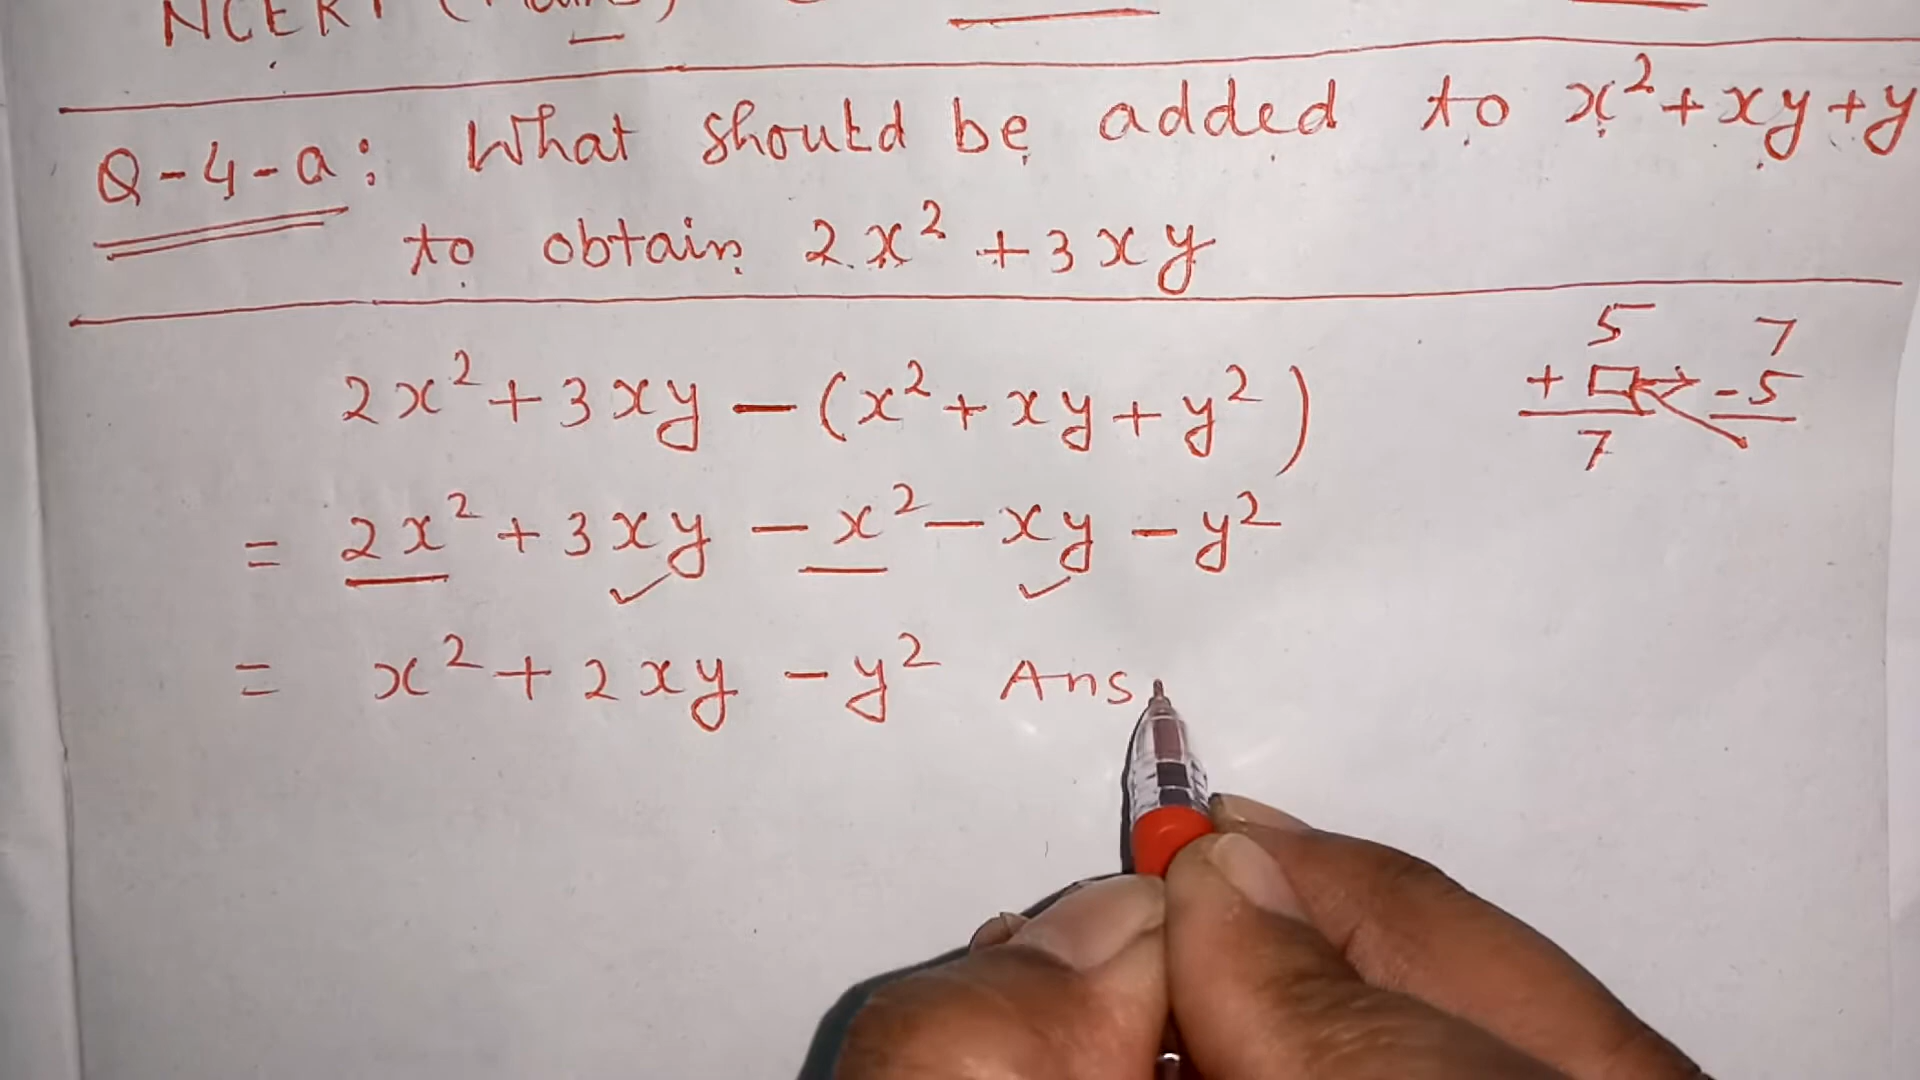 NCERT (Maths)
Q-4-a: What should be added to x²+xy+y
to obtain 2x² + 3xy
5 7
+ □ → - 5
7
2x² + 3xy - (x² + xy + y²)
= 2x² + 3xy - x² - xy - y²
= x² + 2xy - y² Ans